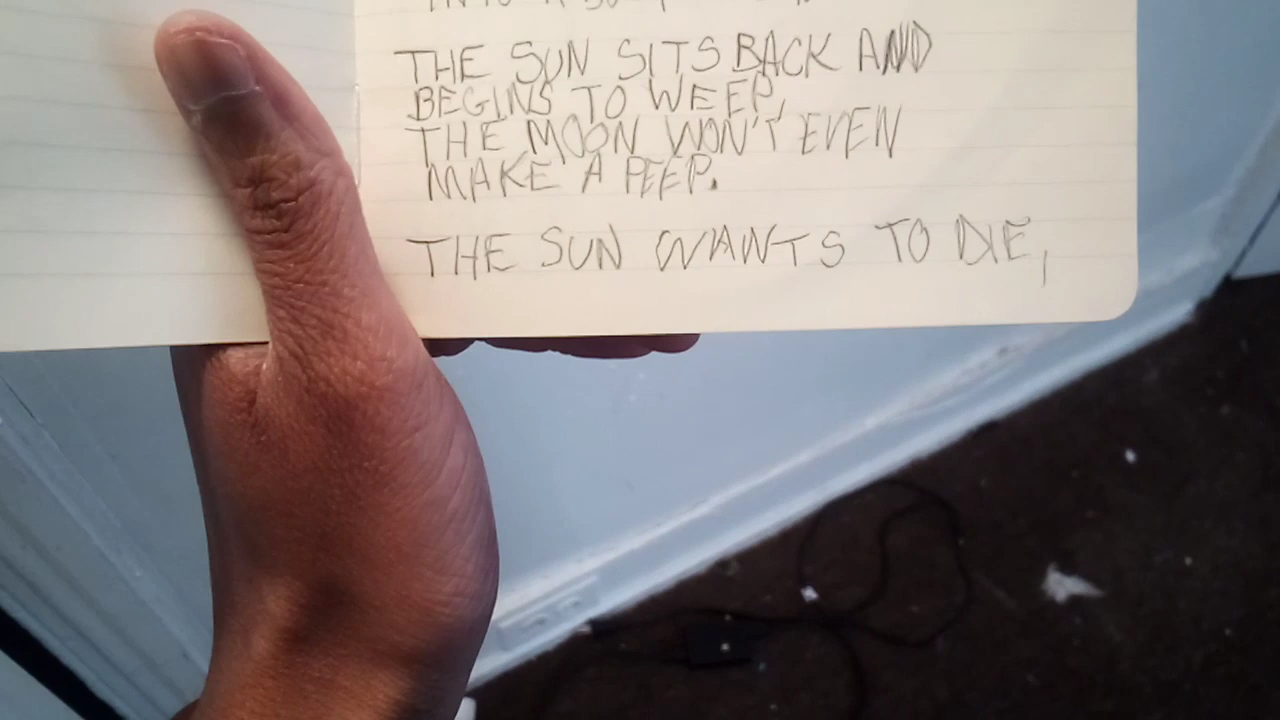 THE SUN SITS BACK AND
BEGINS TO WEEP,
THE MOON WON'T EVEN
MAKE A PEEP.
THE SUN WANTS TO DIE,